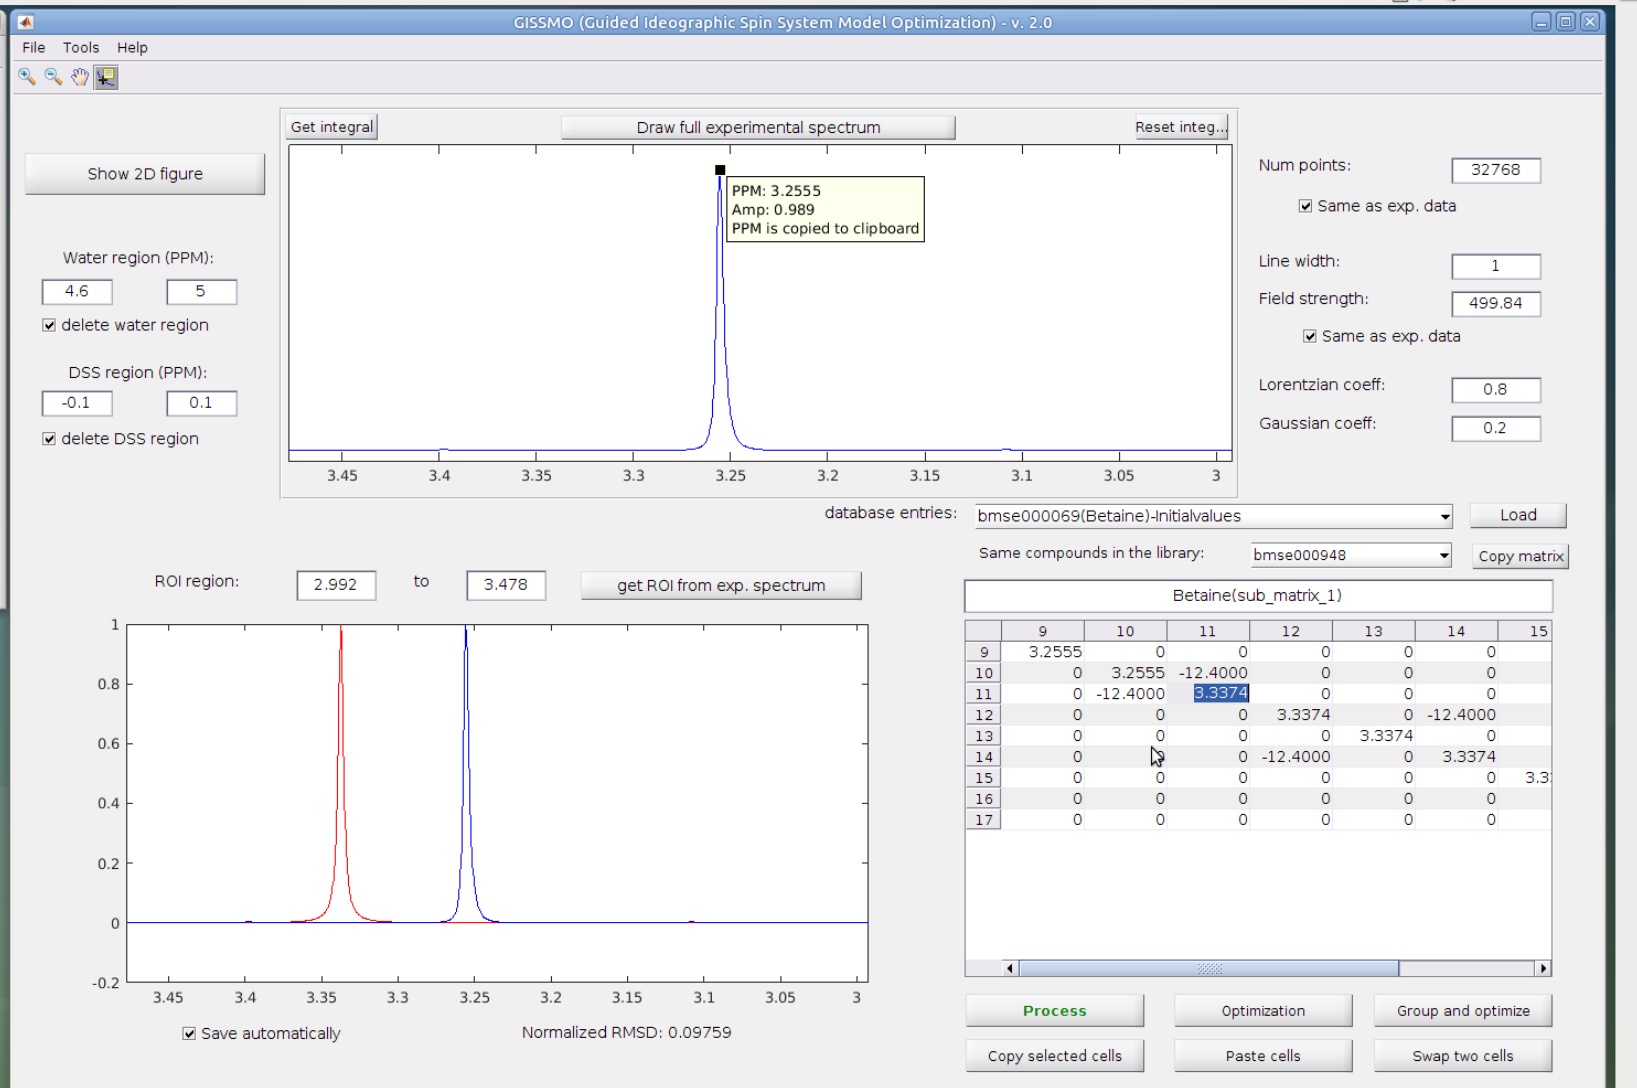 GISSMO (Guided Ideographic Spin System Model Optimization) - v. 2.0
File Tools Help
Get integral
Draw full experimental spectrum
Reset integ...
Show 2D figure
PPM: 3.2555
Amp: 0.989
PPM is copied to clipboard
3.45 3.4 3.35 3.3 3.25 3.2 3.15 3.1 3.05 3
Num points: 32768
Same as exp. data
Line width: 1
Field strength: 499.84
Same as exp. data
Lorentzian coeff: 0.8
Gaussian coeff: 0.2
Water region (PPM):
4.6 5
delete water region
DSS region (PPM):
-0.1 0.1
delete DSS region
database entries: bmse000069(Betaine)-Initialvalues Load
Same compounds in the library: bmse000948 Copy matrix
ROI region: 2.992 to 3.478 get ROI from exp. spectrum
Betaine(sub_matrix_1)
1
0.8
0.6
0.4
0.2
0
-0.2
3.45 3.4 3.35 3.3 3.25 3.2 3.15 3.1 3.05 3
Save automatically
Normalized RMSD: 0.09759
9 10 11 12 13 14 15
9 3.2555 0 0 0 0 0
10 0 3.2555 -12.4000 0 0 0
11 0 -12.4000 3.3374 0 0 0
12 0 0 0 3.3374 0 -12.4000
13 0 0 0 0 3.3374 0
14 0 0 0 -12.4000 0 3.3374
15 0 0 0 0 0 0
16 0 0 0 0 0 0
17 0 0 0 0 0 0
Process Optimization Group and optimize
Copy selected cells Paste cells Swap two cells